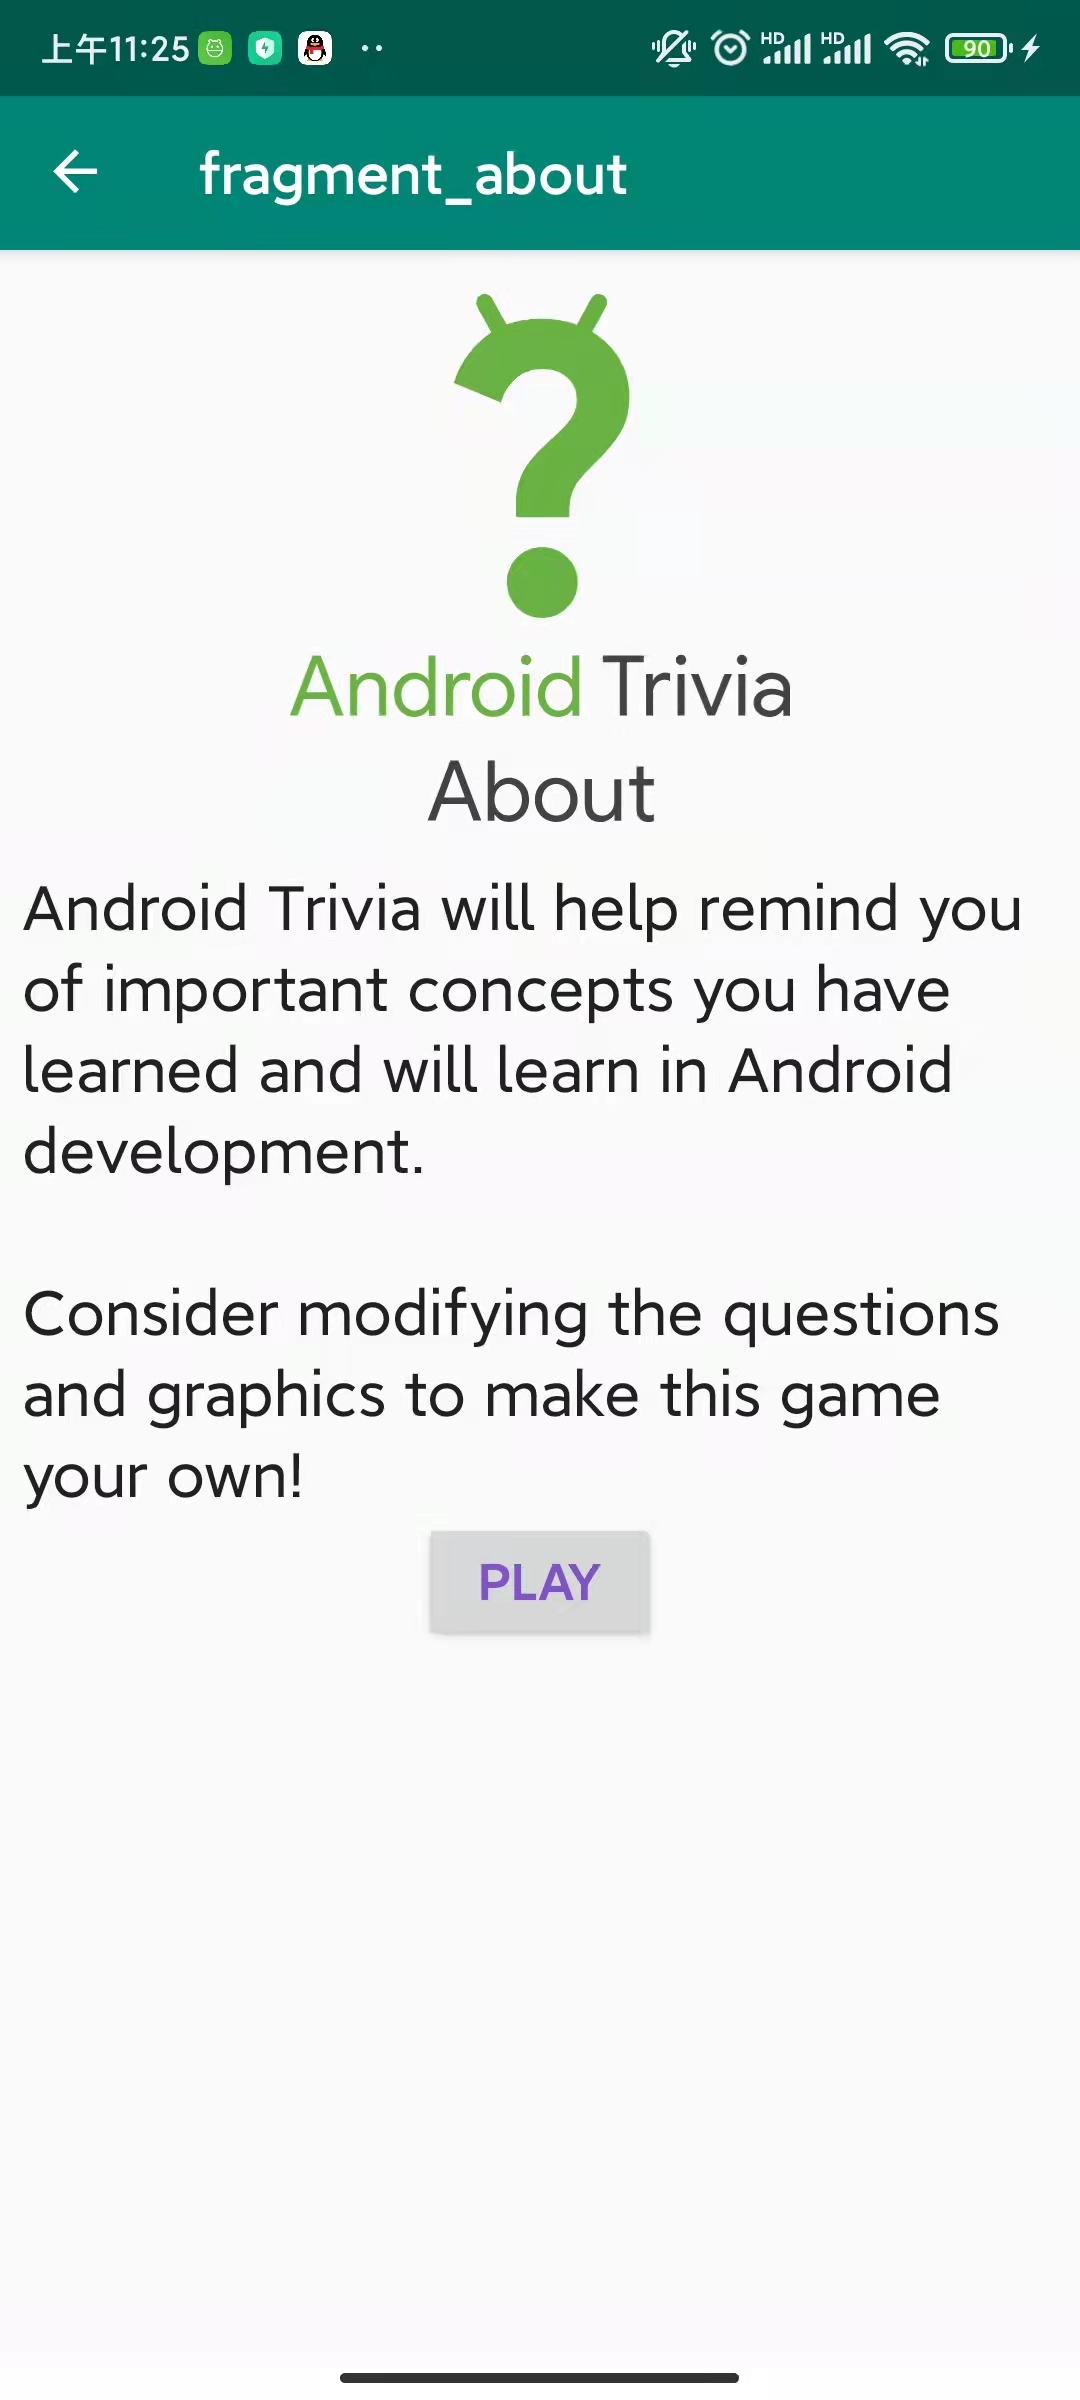 上午11:25
HD HD 90
fragment_about
Android Trivia
About
Android Trivia will help remind you
of important concepts you have
learned and will learn in Android
development.
Consider modifying the questions
and graphics to make this game
your own!
PLAY